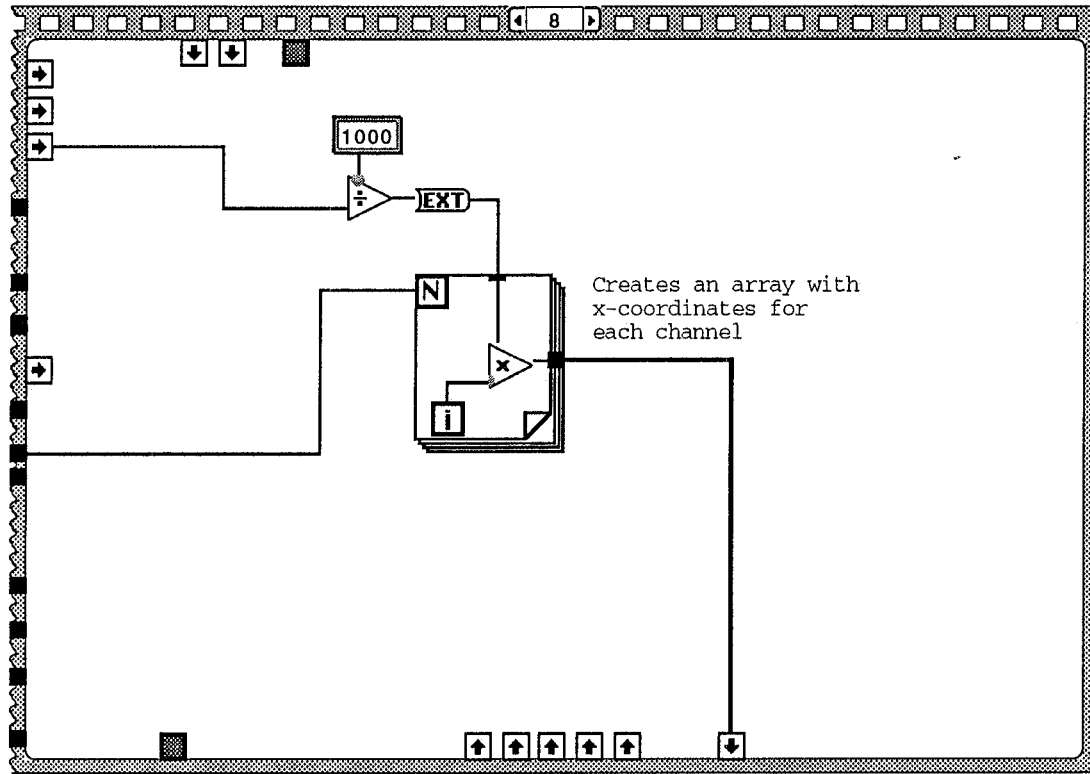 8
1000
÷
EXT
N
Creates an array with
x-coordinates for
each channel
x
i